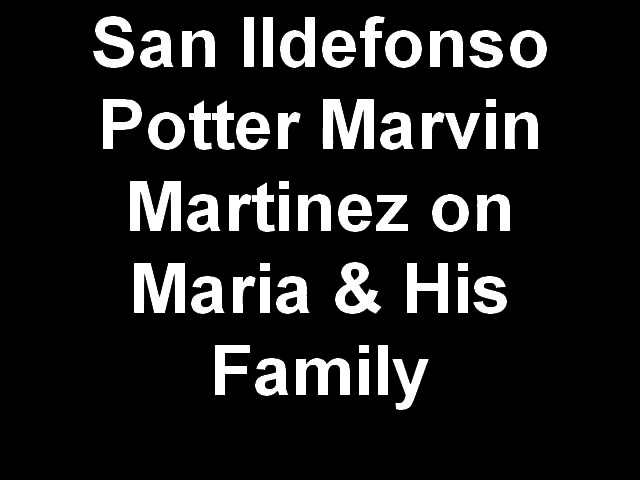 San Ildefonso
Potter Marvin
Martinez on
Maria & His
Family